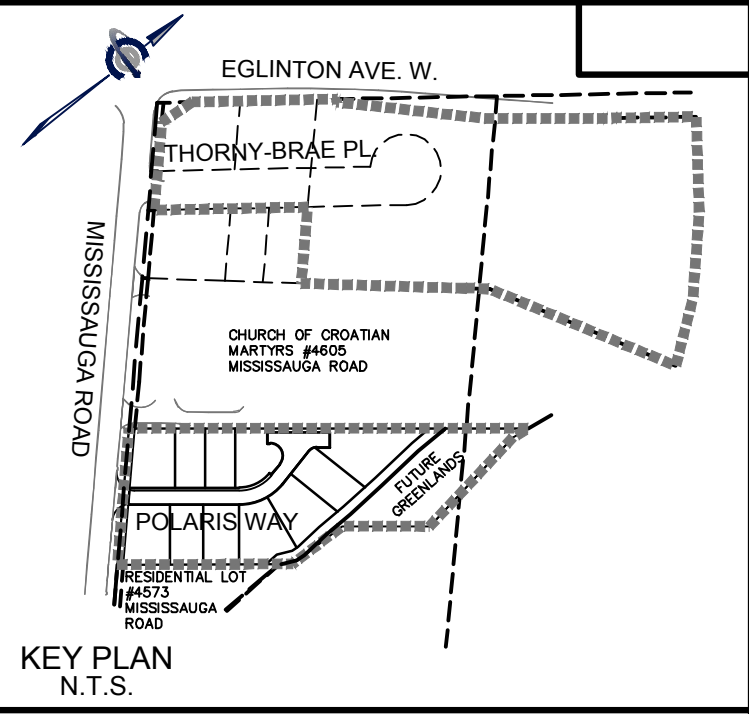 EGLINTON AVE. W.
THORNY-BRAE PL.
MISSISSAUGA ROAD
CHURCH OF CROATIAN
MARTYRS #4605
MISSISSAUGA ROAD
FUTURE
GREENLANDS
POLARIS WAY
RESIDENTIAL LOT
#4573
MISSISSAUGA
ROAD
KEY PLAN
N.T.S.